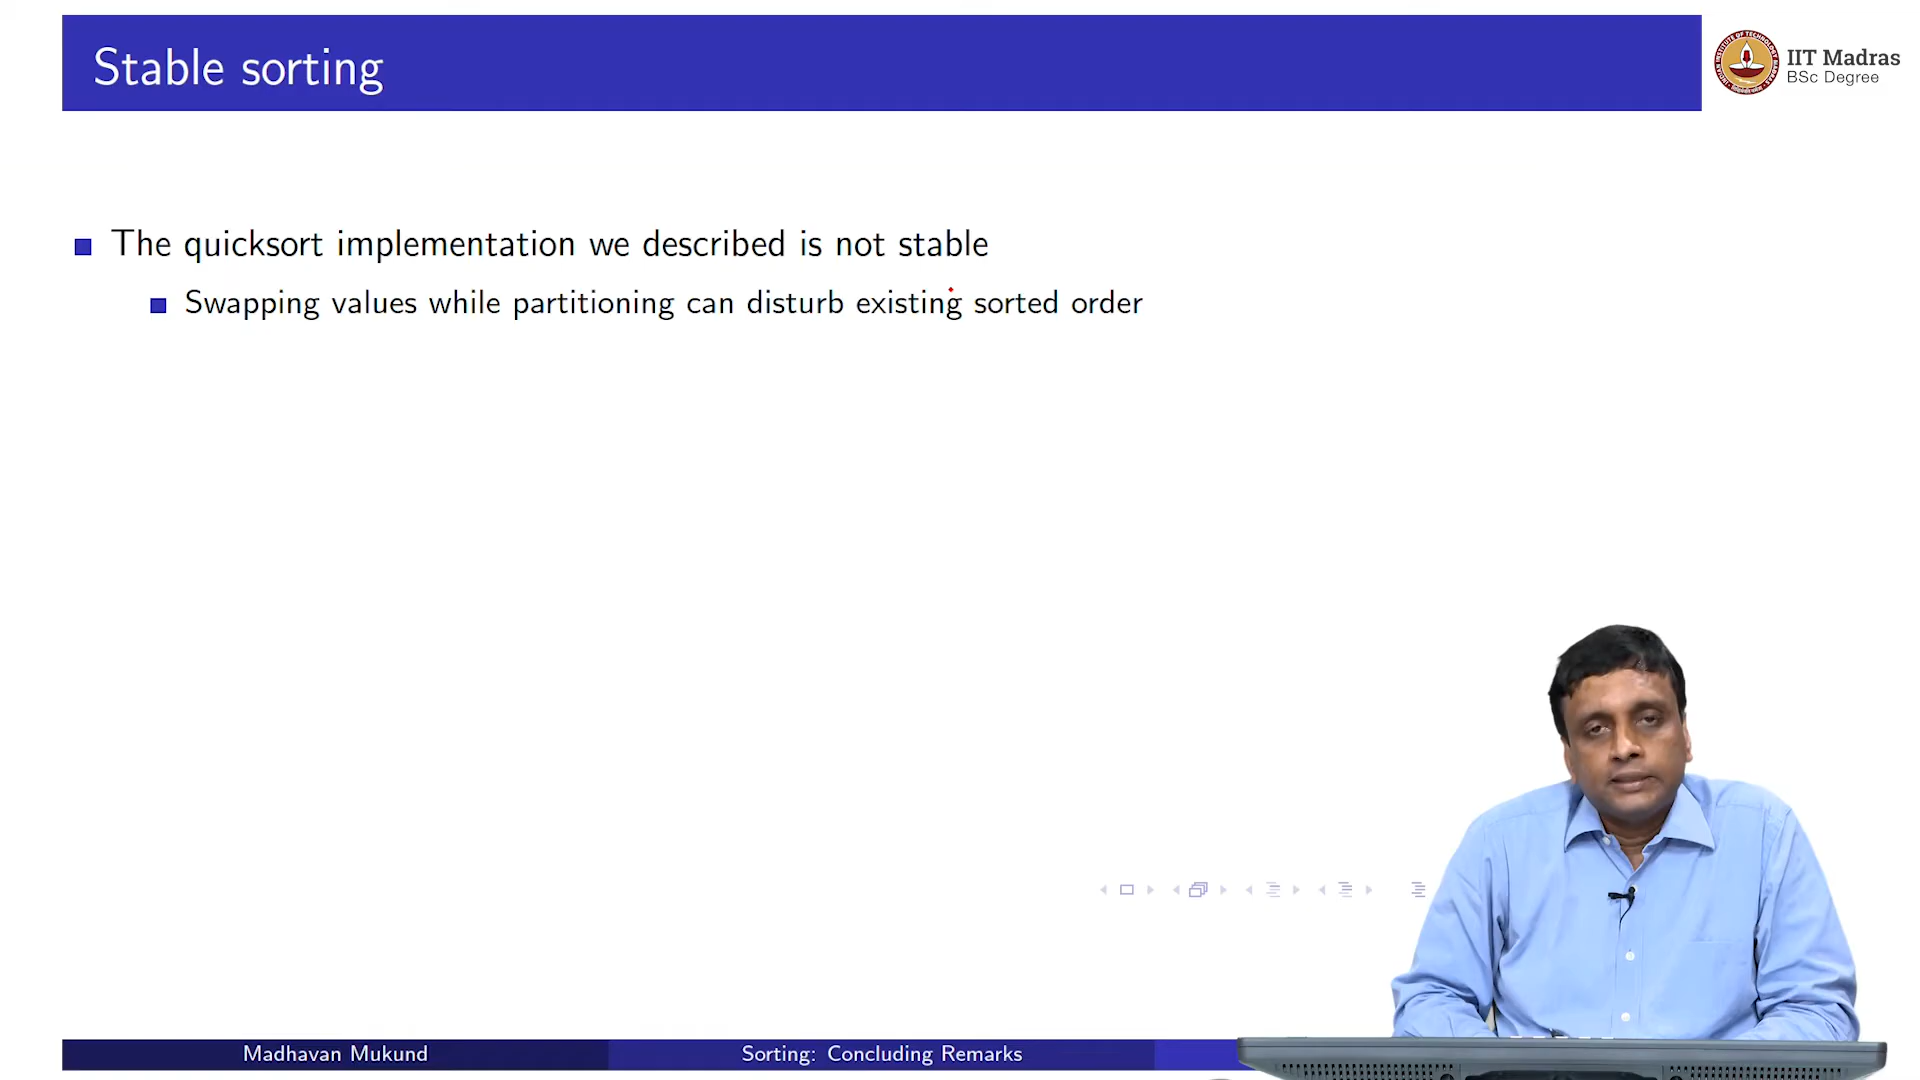 Stable sorting
IIT Madras
BSc Degree
The quicksort implementation we described is not stable
Swapping values while partitioning can disturb existing sorted order
Madhavan Mukund
Sorting: Concluding Remarks